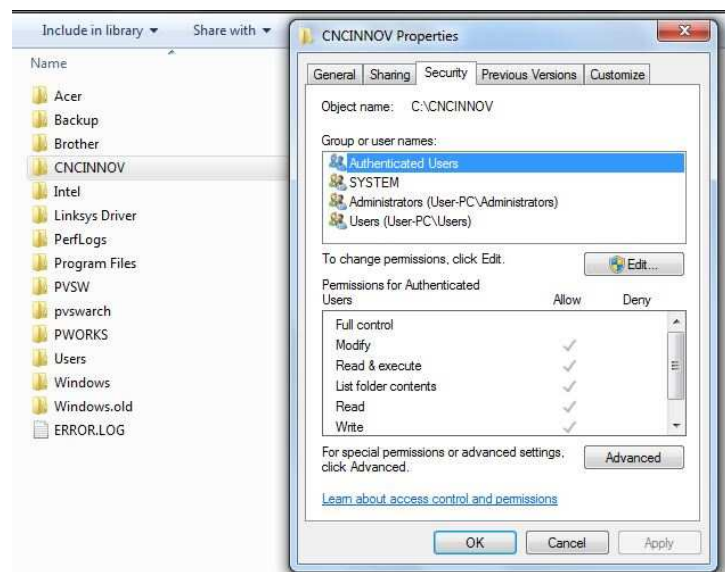 Include in library
Share with
Name
Acer
Backup
Brother
CNCINNOV
Intel
Linksys Driver
PerfLogs
Program Files
PVSW
pvswarch
PWORKS
Users
Windows
Windows.old
ERROR.LOG
CNCINNOV Properties
General Sharing Security Previous Versions Customize
Object name: C:\CNCINNOV
Group or user names:
Authenticated Users
SYSTEM
Administrators (User-PC\Administrators)
Users (User-PC\Users)
To change permissions, click Edit.
Edit...
Permissions for Authenticated
Users Allow Deny
Full control
Modify
Read & execute
List folder contents
Read
Write
For special permissions or advanced settings,
click Advanced.
Advanced
Learn about access control and permissions
OK Cancel Apply